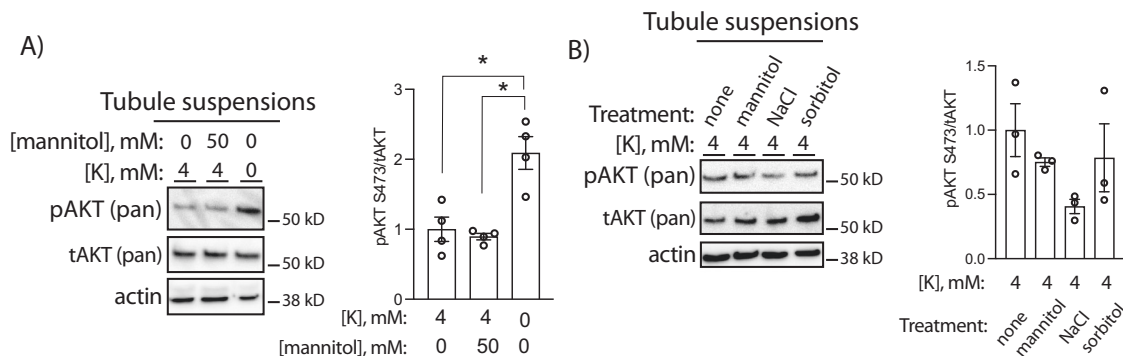 A)
Tubule suspensions
[mannitol], mM: 0 50 0
[K], mM: 4 4 0
pAKT (pan)
50 kD
tAKT (pan)
50 kD
actin
38 kD
* 
*
pAKT S473/tAKT
3
2
1
0
[K], mM: 4 4 0
[mannitol], mM: 0 50 0
B)
Tubule suspensions
Treatment: none mannitol NaCl sorbitol
[K], mM: 4 4 4 4
pAKT (pan)
50 kD
tAKT (pan)
50 kD
actin
38 kD
pAKT S473/tAKT
1.5
1.0
0.5
0.0
[K], mM: 4 4 4 4
Treatment: none mannitol NaCl sorbitol